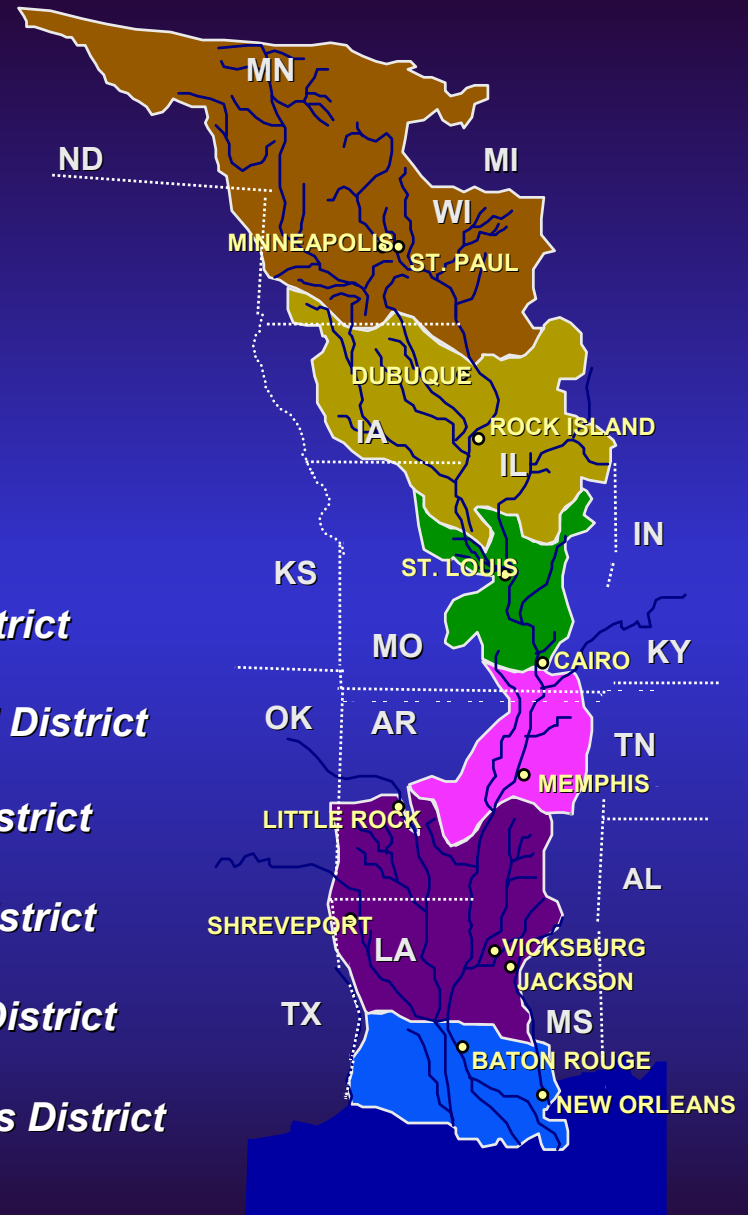 MN
ND
MI
WI
MINNEAPOLIS
ST. PAUL
DUBUQUE
ROCK ISLAND
IA
IL
IN
KS
ST. LOUIS
trict
MO
KY
CAIRO
District
OK
AR
TN
MEMPHIS
strict
LITTLE ROCK
AL
istrict
SHREVEPORT
LA
VICKSBURG
JACKSON
District
TX
MS
BATON ROUGE
s District
NEW ORLEANS